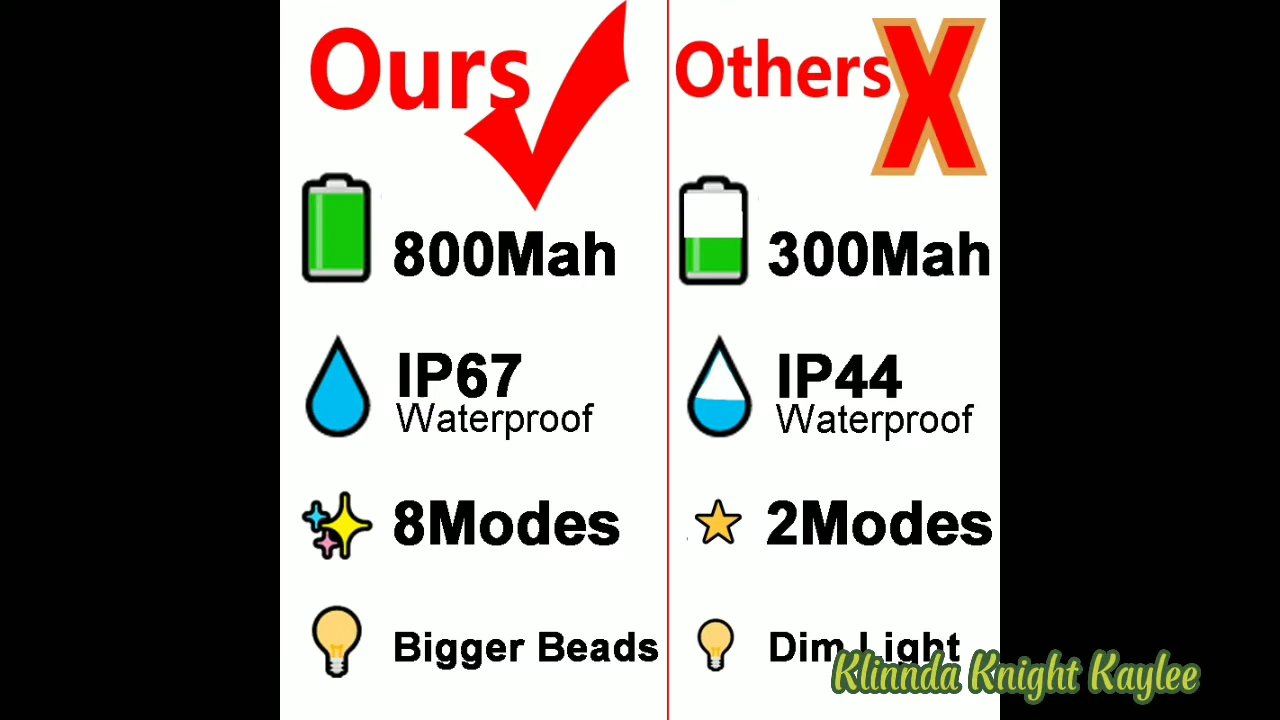 Ours
800Mah
IP67
Waterproof
8Modes
Bigger Beads
Others X
300Mah
IP44
Waterproof
2Modes
Dim Light
Klinnda Knight Kaylee